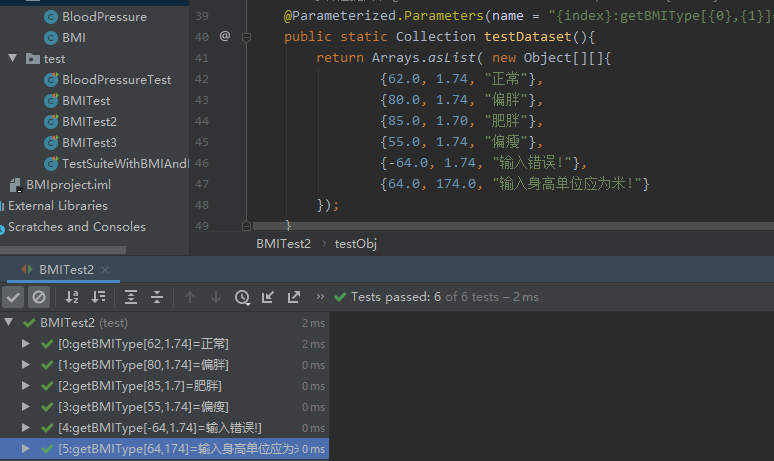 BloodPressure
BMI
test
BloodPressureTest
BMITest
BMITest2
BMITest3
TestSuiteWithBMIAnd
BMIproject.iml
External Libraries
Scratches and Consoles
39 @Parameterized.Parameters(name = "{index}:getBMIType[{0},{1}]=
40 @ public static Collection testDataset(){
41 return Arrays.asList( new Object[][]{
42 {62.0, 1.74, "正常"},
43 {80.0, 1.74, "偏胖"},
44 {85.0, 1.70, "肥胖"},
45 {55.0, 1.74, "偏瘦"},
46 {-64.0, 1.74, "输入错误!"},
47 {64.0, 174.0, "输入身高单位应为米!"}
48 });
49 }
BMITest2 › testObj
BMITest2 ×
» Tests passed: 6 of 6 tests – 2 ms
BMITest2 (test) 2 ms
[0:getBMIType[62,1.74]=正常] 2 ms
[1:getBMIType[80,1.74]=偏胖] 0 ms
[2:getBMIType[85,1.7]=肥胖] 0 ms
[3:getBMIType[55,1.74]=偏瘦] 0 ms
[4:getBMIType[-64,1.74]=输入错误!] 0 ms
[5:getBMIType[64,174]=输入身高单位应为 0 ms